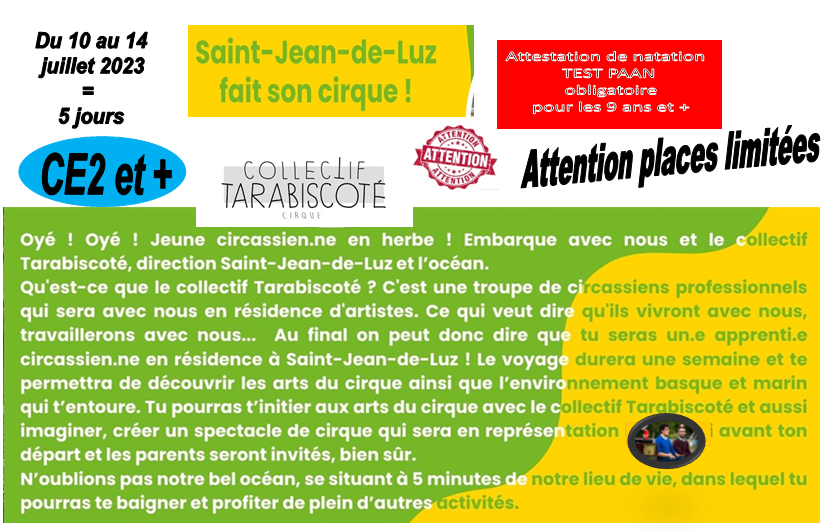 Du 10 au 14
juillet 2023
=
5 jours
Saint-Jean-de-Luz
fait son cirque !
Attestation de natation
TEST PAAN
obligatoire
pour les 9 ans et +
CE2 et +
COLLECTIF
TARABISCOTÉ
CIRQUE
ATTENTION
ATTENTION
ATTENTION
Attention places limitées
Oyé ! Oyé ! Jeune circassien.ne en herbe ! Embarque avec nous et le collectif
Tarabiscoté, direction Saint-Jean-de-Luz et l’océan.
Qu'est-ce que le collectif Tarabiscoté ? C'est une troupe de circassiens professionnels
qui sera avec nous en résidence d'artistes. Ce qui veut dire qu'ils vivront avec nous,
travaillerons avec nous... Au final on peut donc dire que tu seras un.e apprenti.e
circassien.ne en résidence à Saint-Jean-de-Luz ! Le voyage durera une semaine et te
permettra de découvrir les arts du cirque ainsi que l’environnement basque et marin
qui t’entoure. Tu pourras t’initier aux arts du cirque avec le collectif Tarabiscoté et aussi
imaginer, créer un spectacle de cirque qui sera en représentation avant ton
départ et les parents seront invités, bien sûr.
N’oublions pas notre bel océan, se situant à 5 minutes de notre lieu de vie, dans lequel tu
pourras te baigner et profiter de plein d’autres activités.